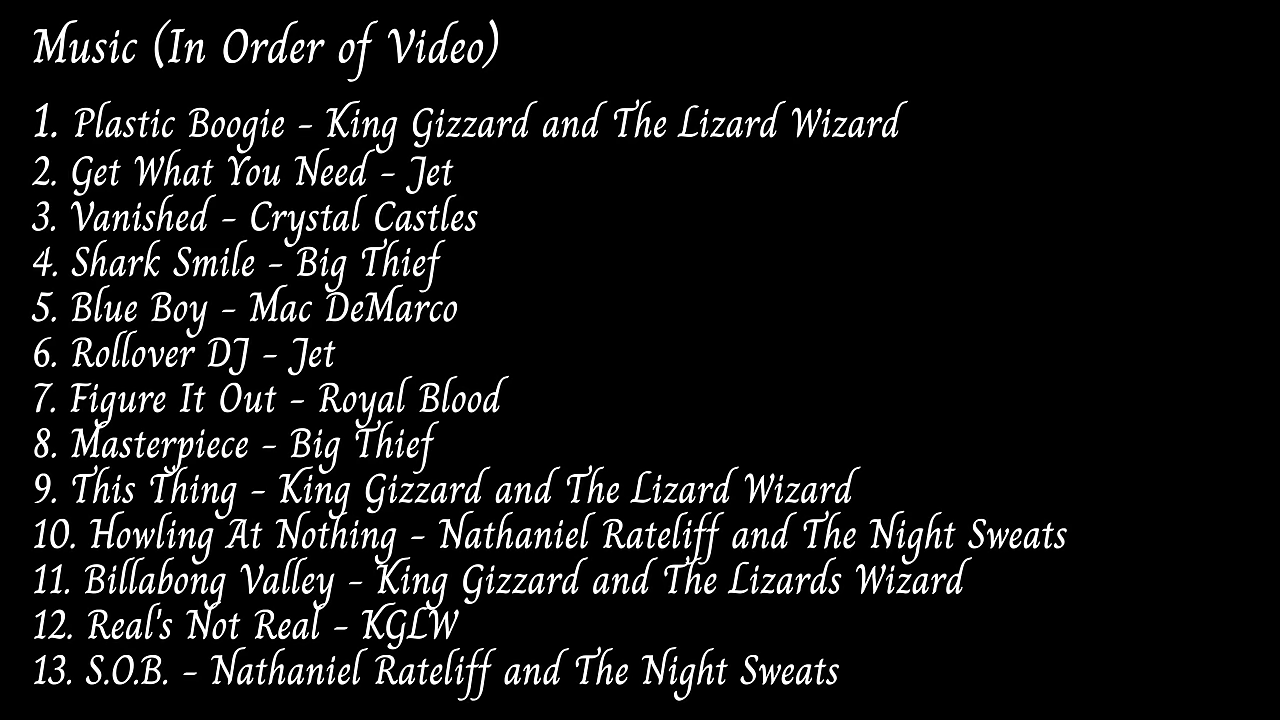 Music (In Order of Video)
1. Plastic Boogie - King Gizzard and The Lizard Wizard
2. Get What You Need - Jet
3. Vanished - Crystal Castles
4. Shark Smile - Big Thief
5. Blue Boy - Mac DeMarco
6. Rollover DJ - Jet
7. Figure It Out - Royal Blood
8. Masterpiece - Big Thief
9. This Thing - King Gizzard and The Lizard Wizard
10. Howling At Nothing - Nathaniel Rateliff and The Night Sweats
11. Billabong Valley - King Gizzard and The Lizards Wizard
12. Real's Not Real - KGLW
13. S.O.B. - Nathaniel Rateliff and The Night Sweats